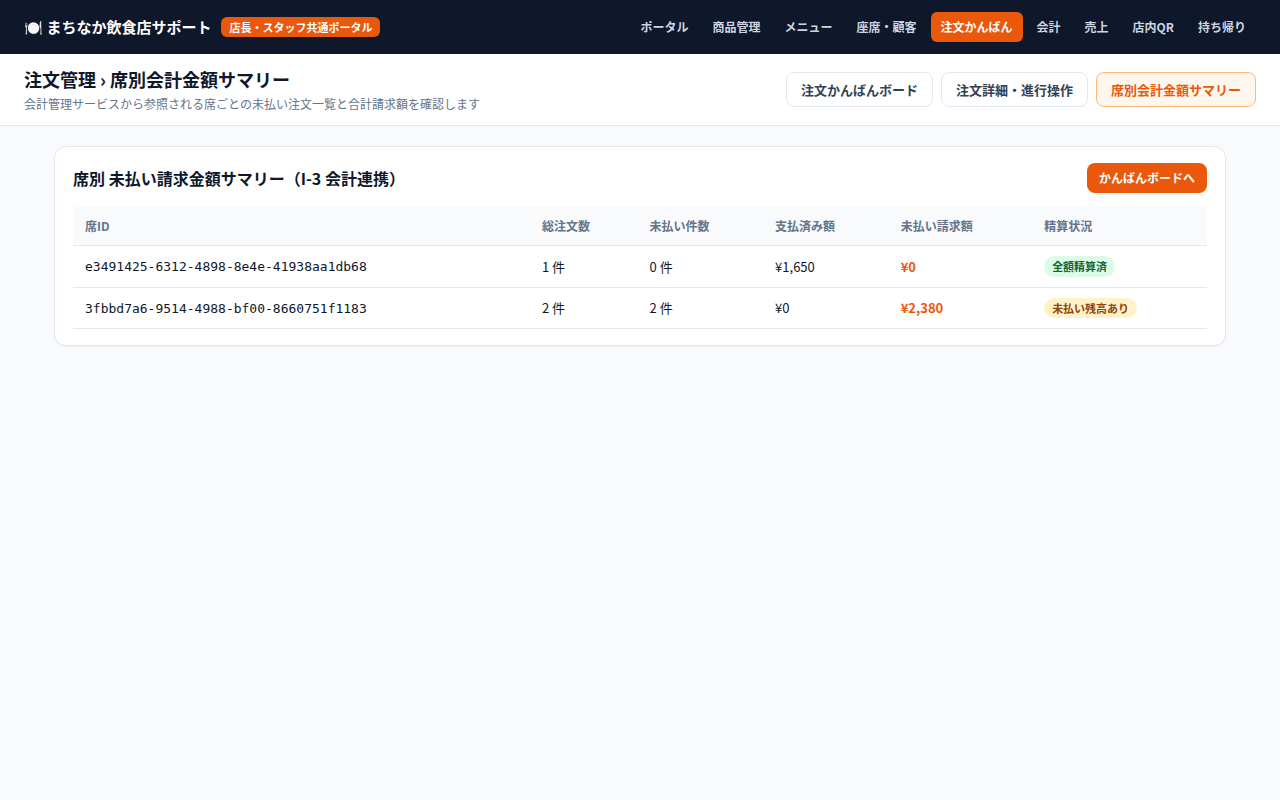 🍽️ まちなか飲食店サポート 店長・スタッフ共通ポータル ポータル 商品管理 メニュー 座席・顧客 注文かんばん 会計 売上 店内QR 持ち帰り
注文管理 › 席別会計金額サマリー
会計管理サービスから参照される席ごとの未払い注文一覧と合計請求額を確認します
注文かんばんボード 注文詳細・進行操作 席別会計金額サマリー
席別 未払い請求金額サマリー（I-3 会計連携） かんばんボードへ
席ID 総注文数 未払い件数 支払済み額 未払い請求額 精算状況
e3491425-6312-4898-8e4e-41938aa1db68 1 件 0 件 ¥1,650 ¥0 全額精算済
3fbbd7a6-9514-4988-bf00-8660751f1183 2 件 2 件 ¥0 ¥2,380 未払い残高あり